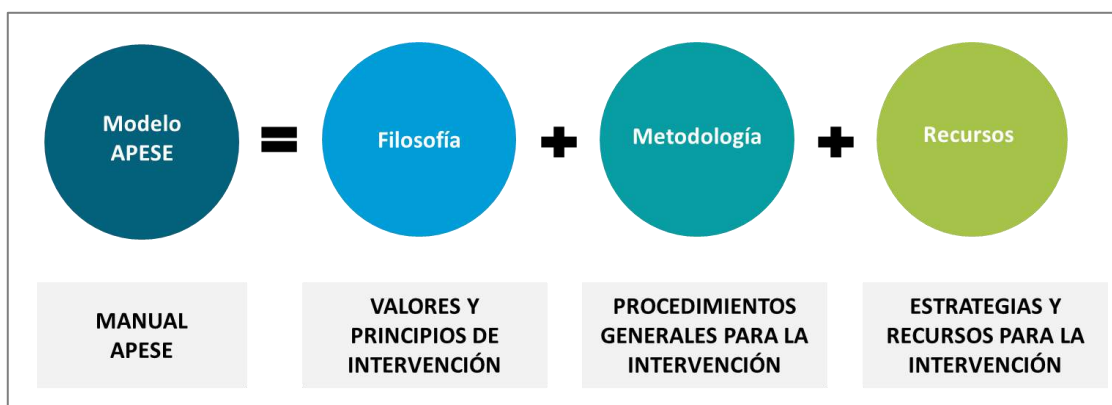 Modelo
APESE
=
Filosofía
+
Metodología
+
Recursos
MANUAL
APESE
VALORES Y
PRINCIPIOS DE
INTERVENCIÓN
PROCEDIMIENTOS
GENERALES PARA LA
INTERVENCIÓN
ESTRATEGIAS Y
RECURSOS PARA LA
INTERVENCIÓN